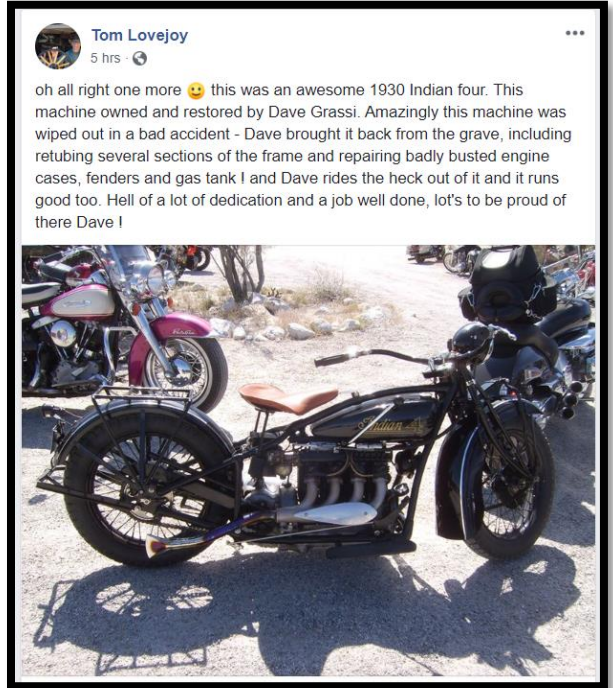 Tom Lovejoy
5 hrs ·
oh all right one more 😀 this was an awesome 1930 Indian four. This
machine owned and restored by Dave Grassi. Amazingly this machine was
wiped out in a bad accident - Dave brought it back from the grave, including
retubing several sections of the frame and repairing badly busted engine
cases, fenders and gas tank ! and Dave rides the heck out of it and it runs
good too. Hell of a lot of dedication and a job well done, lot's to be proud of
there Dave !
Indian